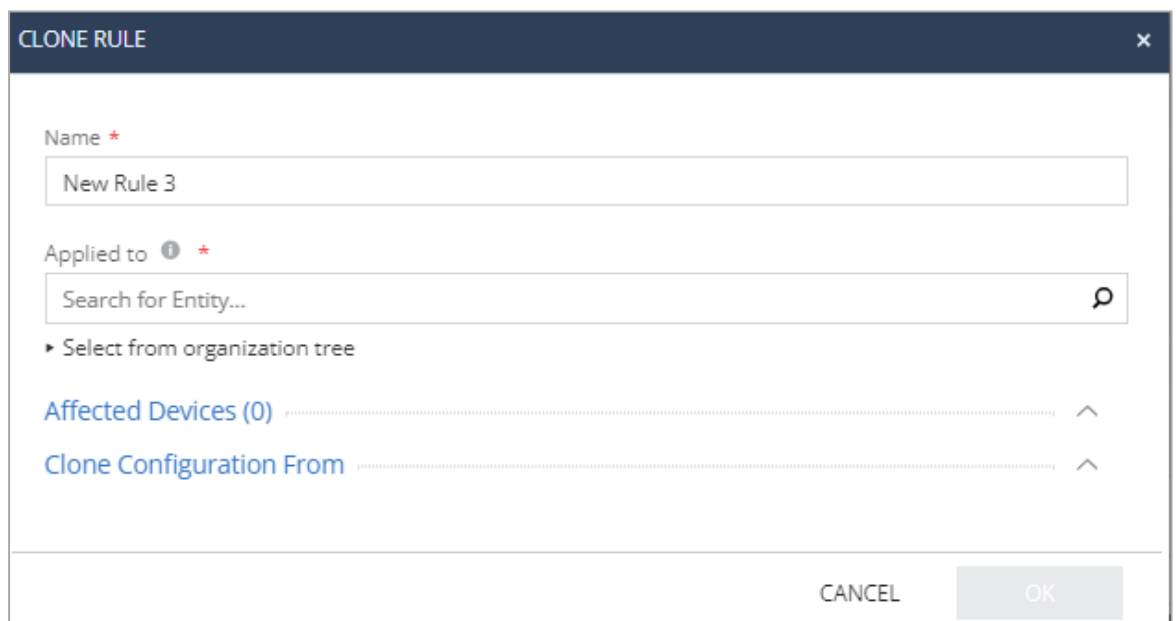 CLONE RULE
Name *
New Rule 3
Applied to *
Search for Entity...
Select from organization tree
Affected Devices (0)
Clone Configuration From
CANCEL OK